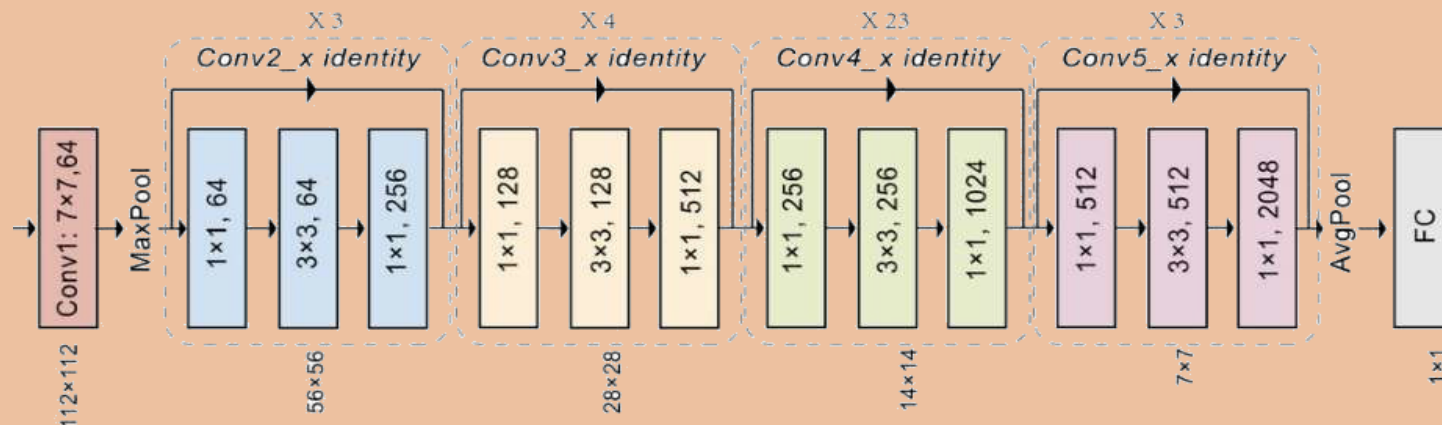 X 3
X 4
X 23
X 3
Conv2_x identity
Conv3_x identity
Conv4_x identity
Conv5_x identity
Conv1: 7×7,64
MaxPool
1×1, 64
3×3, 64
1×1, 256
1×1, 128
3×3, 128
1×1, 512
1×1, 256
3×3, 256
1×1, 1024
1×1, 512
3×3, 512
1×1, 2048
AvgPool
FC
112×112
56×56
28×28
14×14
7×7
1×1